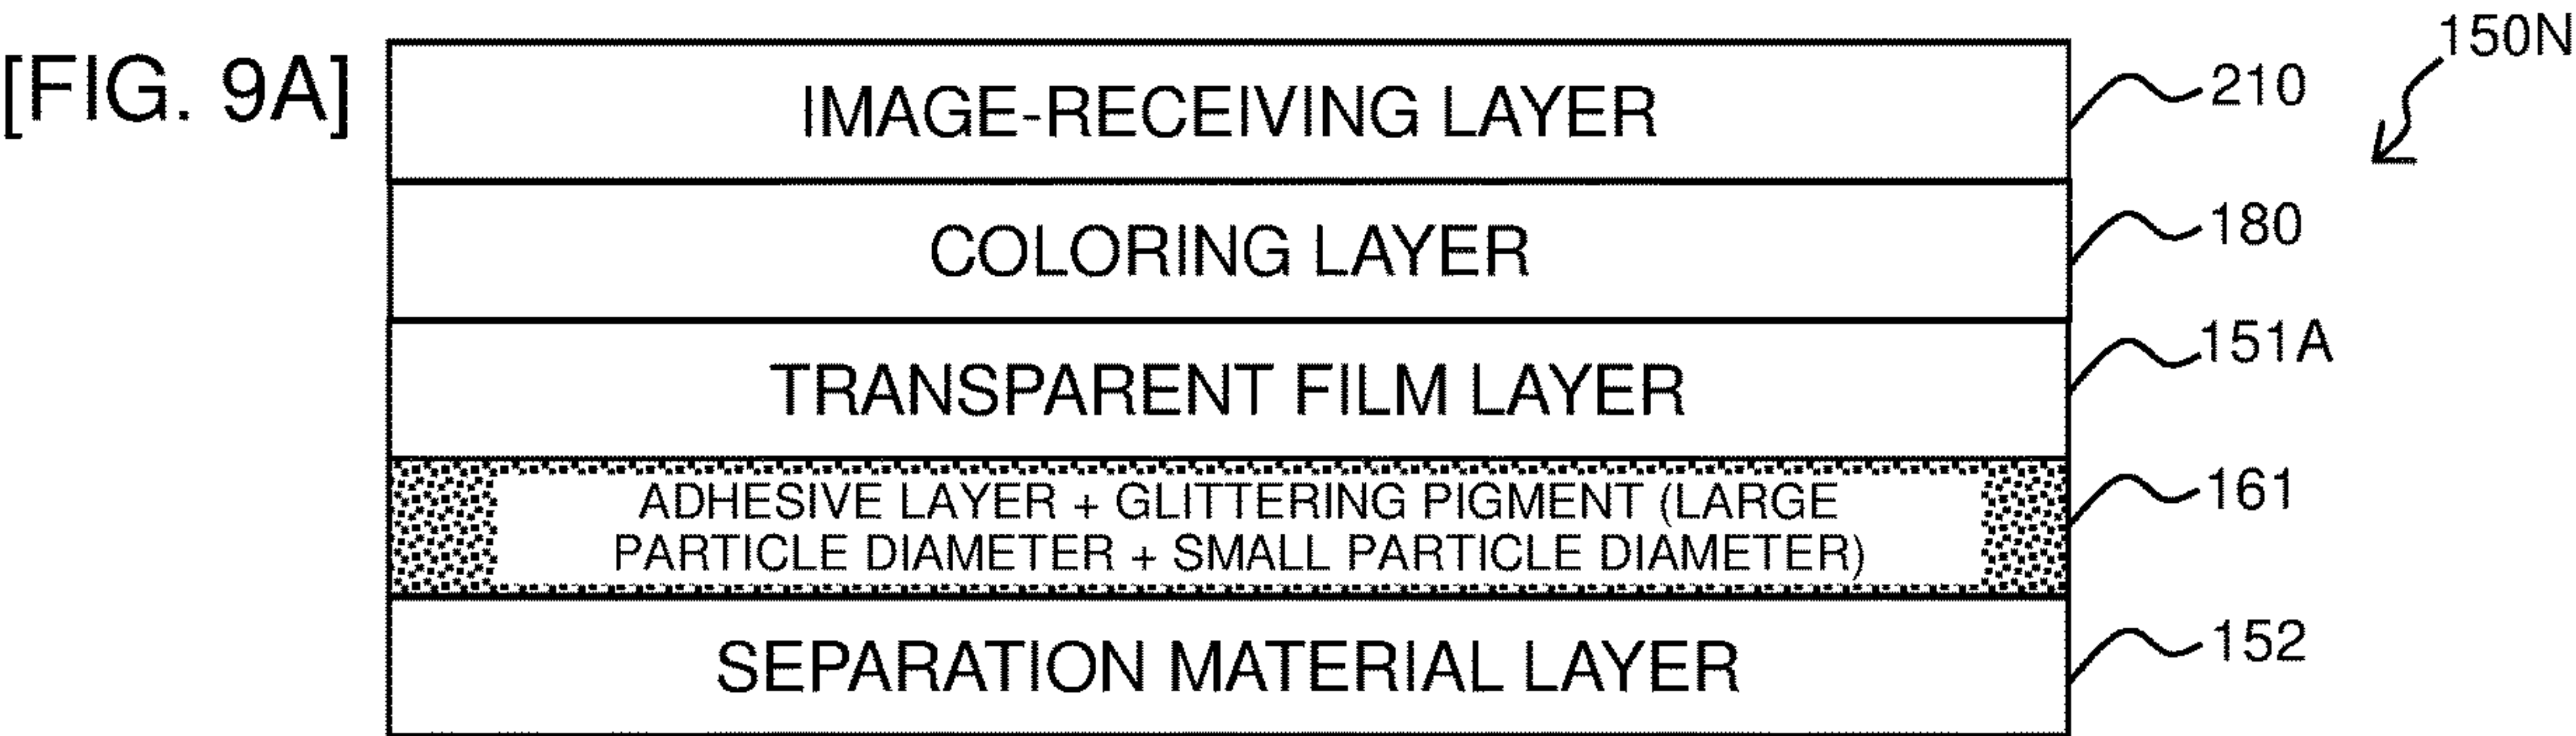 150N
[FIG. 9A]
IMAGE-RECEIVING LAYER
210
COLORING LAYER
180
TRANSPARENT FILM LAYER
151A
ADHESIVE LAYER + GLITTERING PIGMENT (LARGE
PARTICLE DIAMETER + SMALL PARTICLE DIAMETER)
161
SEPARATION MATERIAL LAYER
152